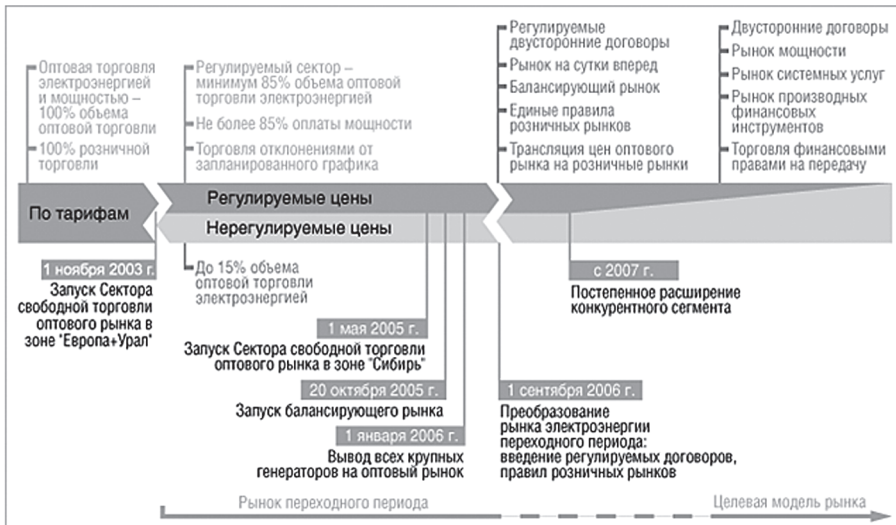 Оптовая торговля
электроэнергией
и мощностью –
100% объема
оптовой торговли
100% розничной
торговли
Регулируемый сектор –
минимум 85% объема оптовой
торговли электроэнергией
Не более 85% оплаты мощности
Торговля отклонениями от
запланированного графика
Регулируемые
двусторонние договоры
Рынок на сутки вперед
Балансирующий рынок
Единые правила
розничных рынков
Трансляция цен оптового
рынка на розничные рынки
Двусторонние договоры
Рынок мощности
Рынок системных услуг
Рынок производных
финансовых
инструментов
Торговля финансовыми
правами на передачу
По тарифам
Регулируемые цены
Нерегулируемые цены
1 ноября 2003 г.
Запуск Сектора
свободной торговли
оптового рынка в
зоне "Европа+Урал"
До 15% объема
оптовой торговли
электроэнергией
1 мая 2005 г.
Запуск Сектора свободной торговли
оптового рынка в зоне "Сибирь"
20 октября 2005 г.
Запуск балансирующего рынка
1 января 2006 г.
Вывод всех крупных
генераторов на оптовый рынок
1 сентября 2006 г.
Преобразование
рынка электроэнергии
переходного периода:
введение регулируемых договоров,
правил розничных рынков
с 2007 г.
Постепенное расширение
конкурентного сегмента
Рынок переходного периода
Целевая модель рынка